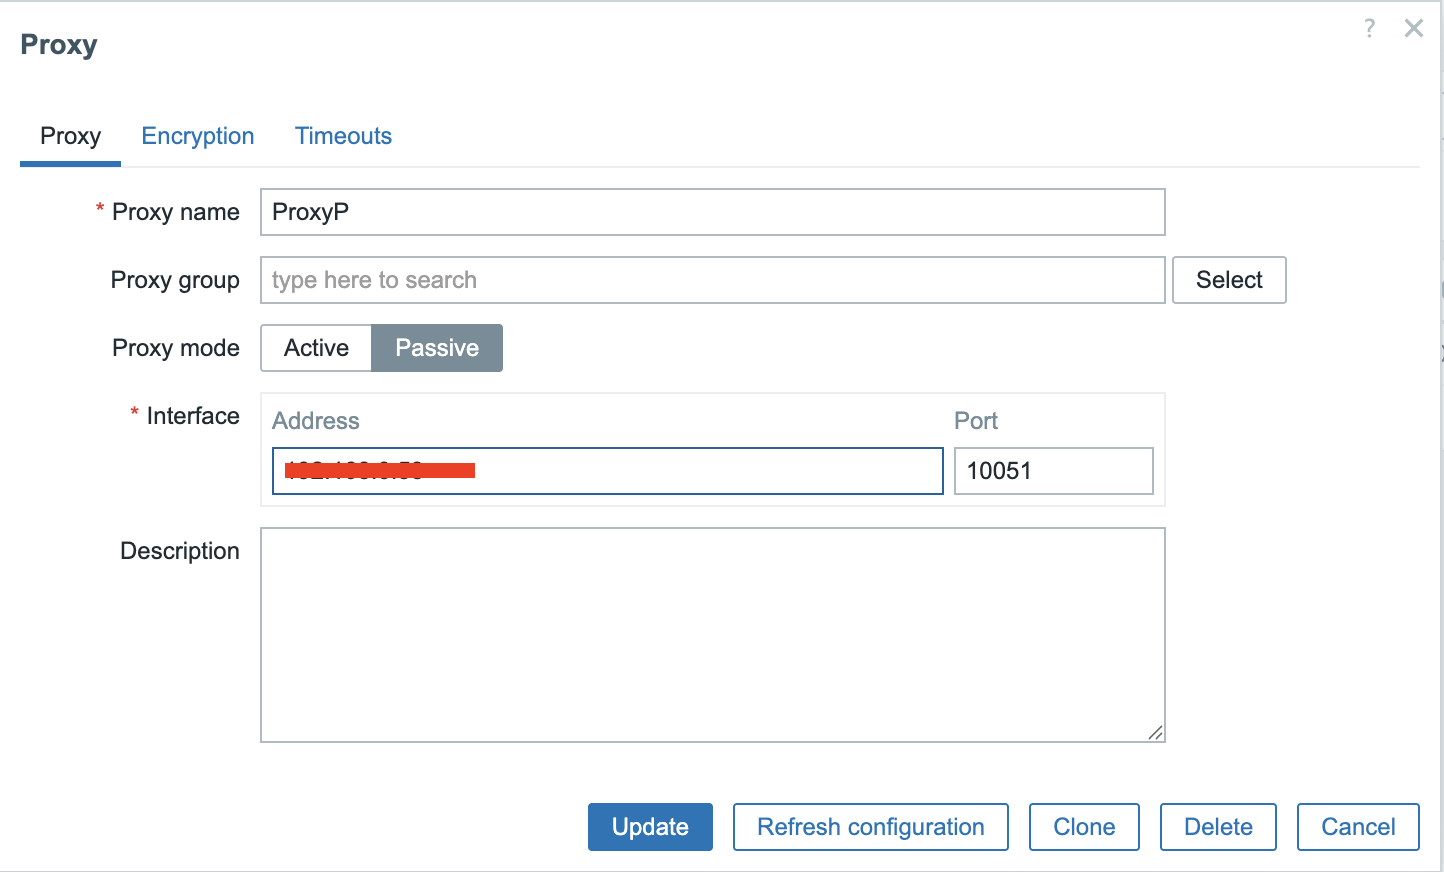 ?
Proxy
Proxy Encryption Timeouts
* Proxy name ProxyP
Proxy group type here to search Select
Proxy mode Active Passive
* Interface Address Port
10051
Description
Update Refresh configuration Clone Delete Cancel